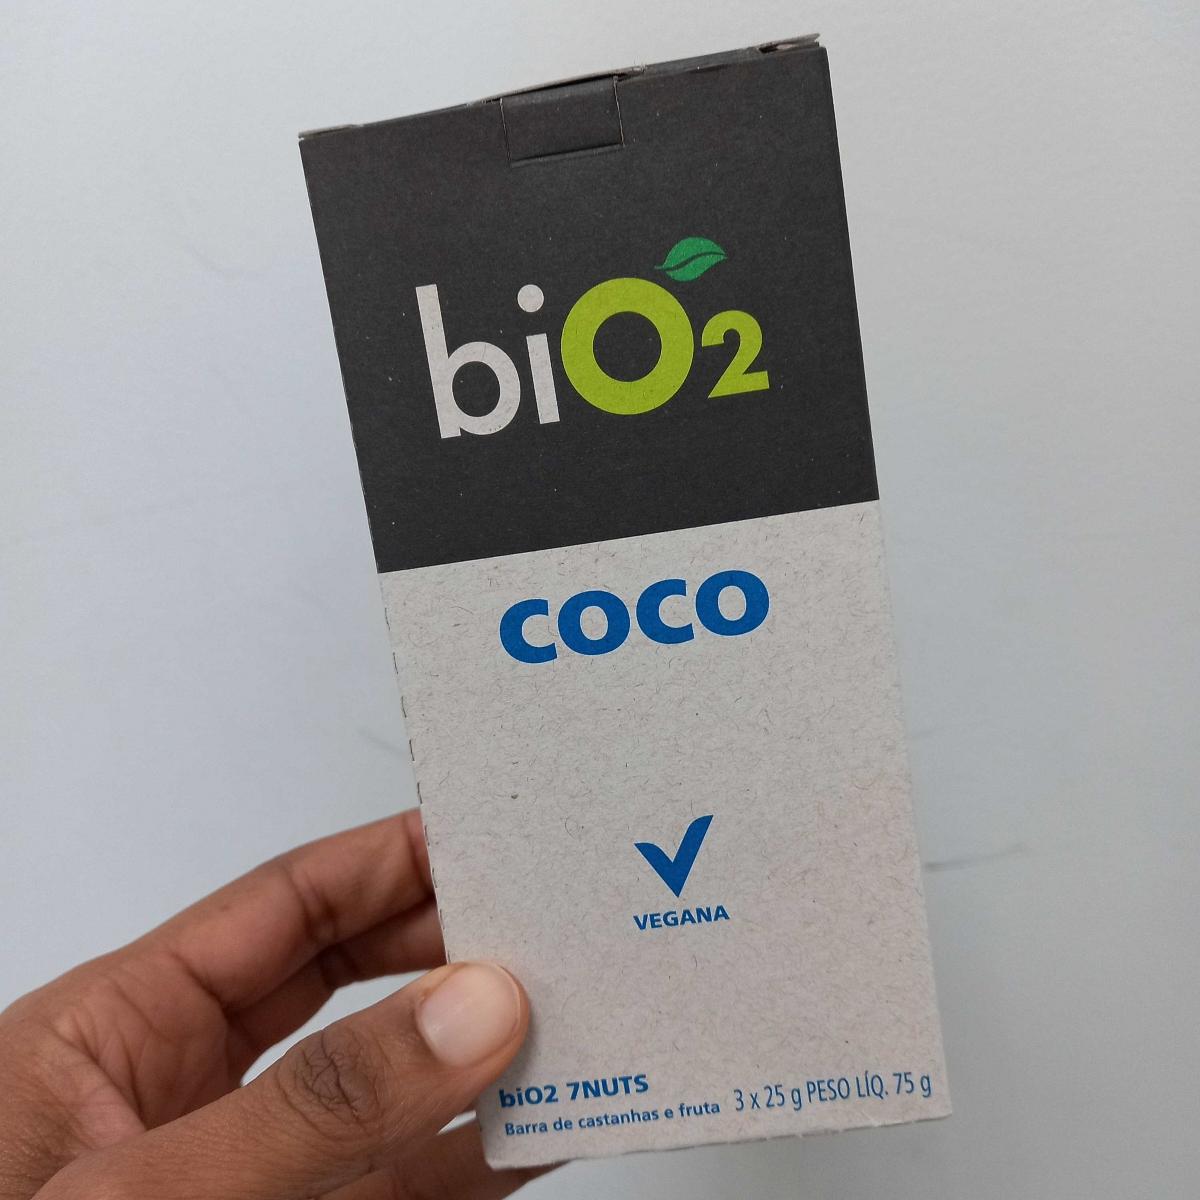 biO2
COCO
VEGANA
biO2 7NUTS
Barra de castanhas e fruta
3 x 25 g PESO LÍQ. 75 g